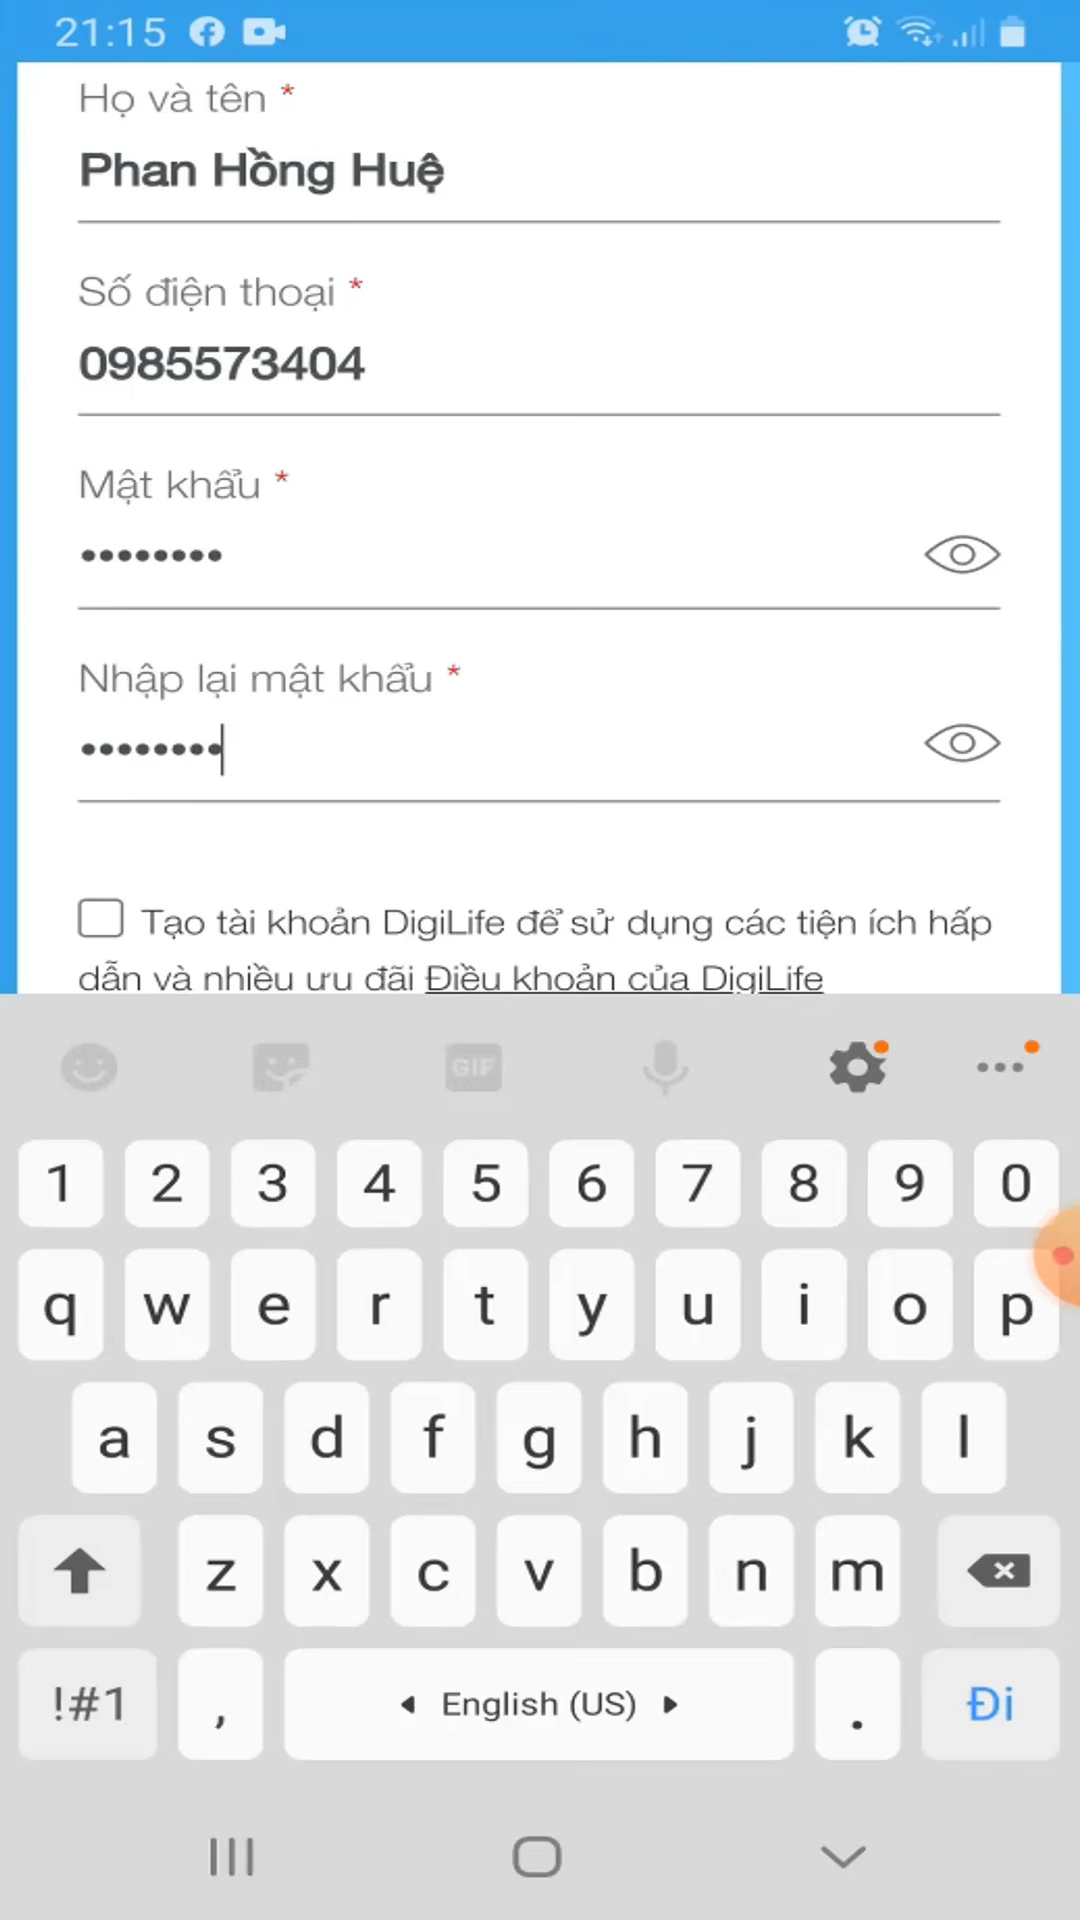 21:15
Họ và tên *
Phan Hồng Huệ
Số điện thoại *
0985573404
Mật khẩu *
••••••••
Nhập lại mật khẩu *
••••••••
Tạo tài khoản DigiLife để sử dụng các tiện ích hấp
dẫn và nhiều ưu đãi Điều khoản của DigiLife
GIF
1 2 3 4 5 6 7 8 9 0
q w e r t y u i o p
a s d f g h j k l
z x c v b n m
!#1 , English (US) . Đi